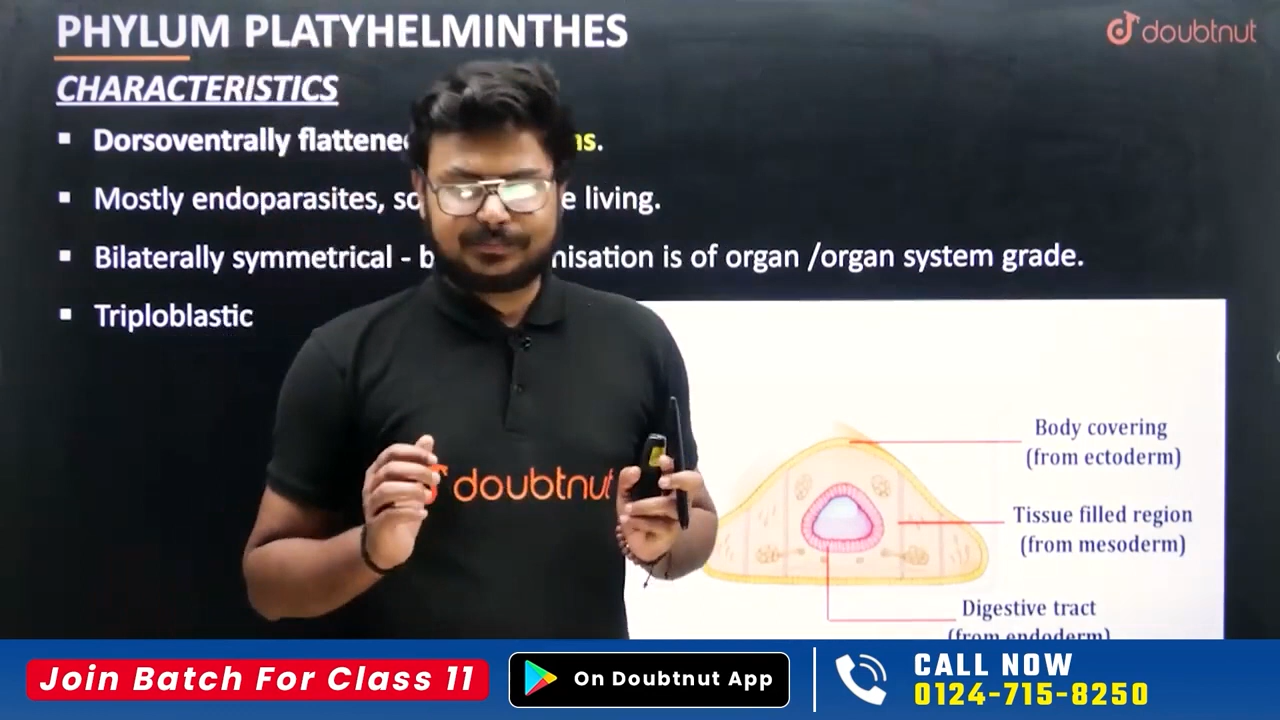 PHYLUM PLATYHELMINTHES
doubtnut
CHARACTERISTICS
▪ Dorsoventrally flattene
▪ Mostly endoparasites, so e living.
▪ Bilaterally symmetrical - b nisation is of organ /organ system grade.
▪ Triploblastic
doubtnut
Body covering
(from ectoderm)
Tissue filled region
(from mesoderm)
Digestive tract
(from endoderm)
Join Batch For Class 11
On Doubtnut App
CALL NOW
0124-715-8250